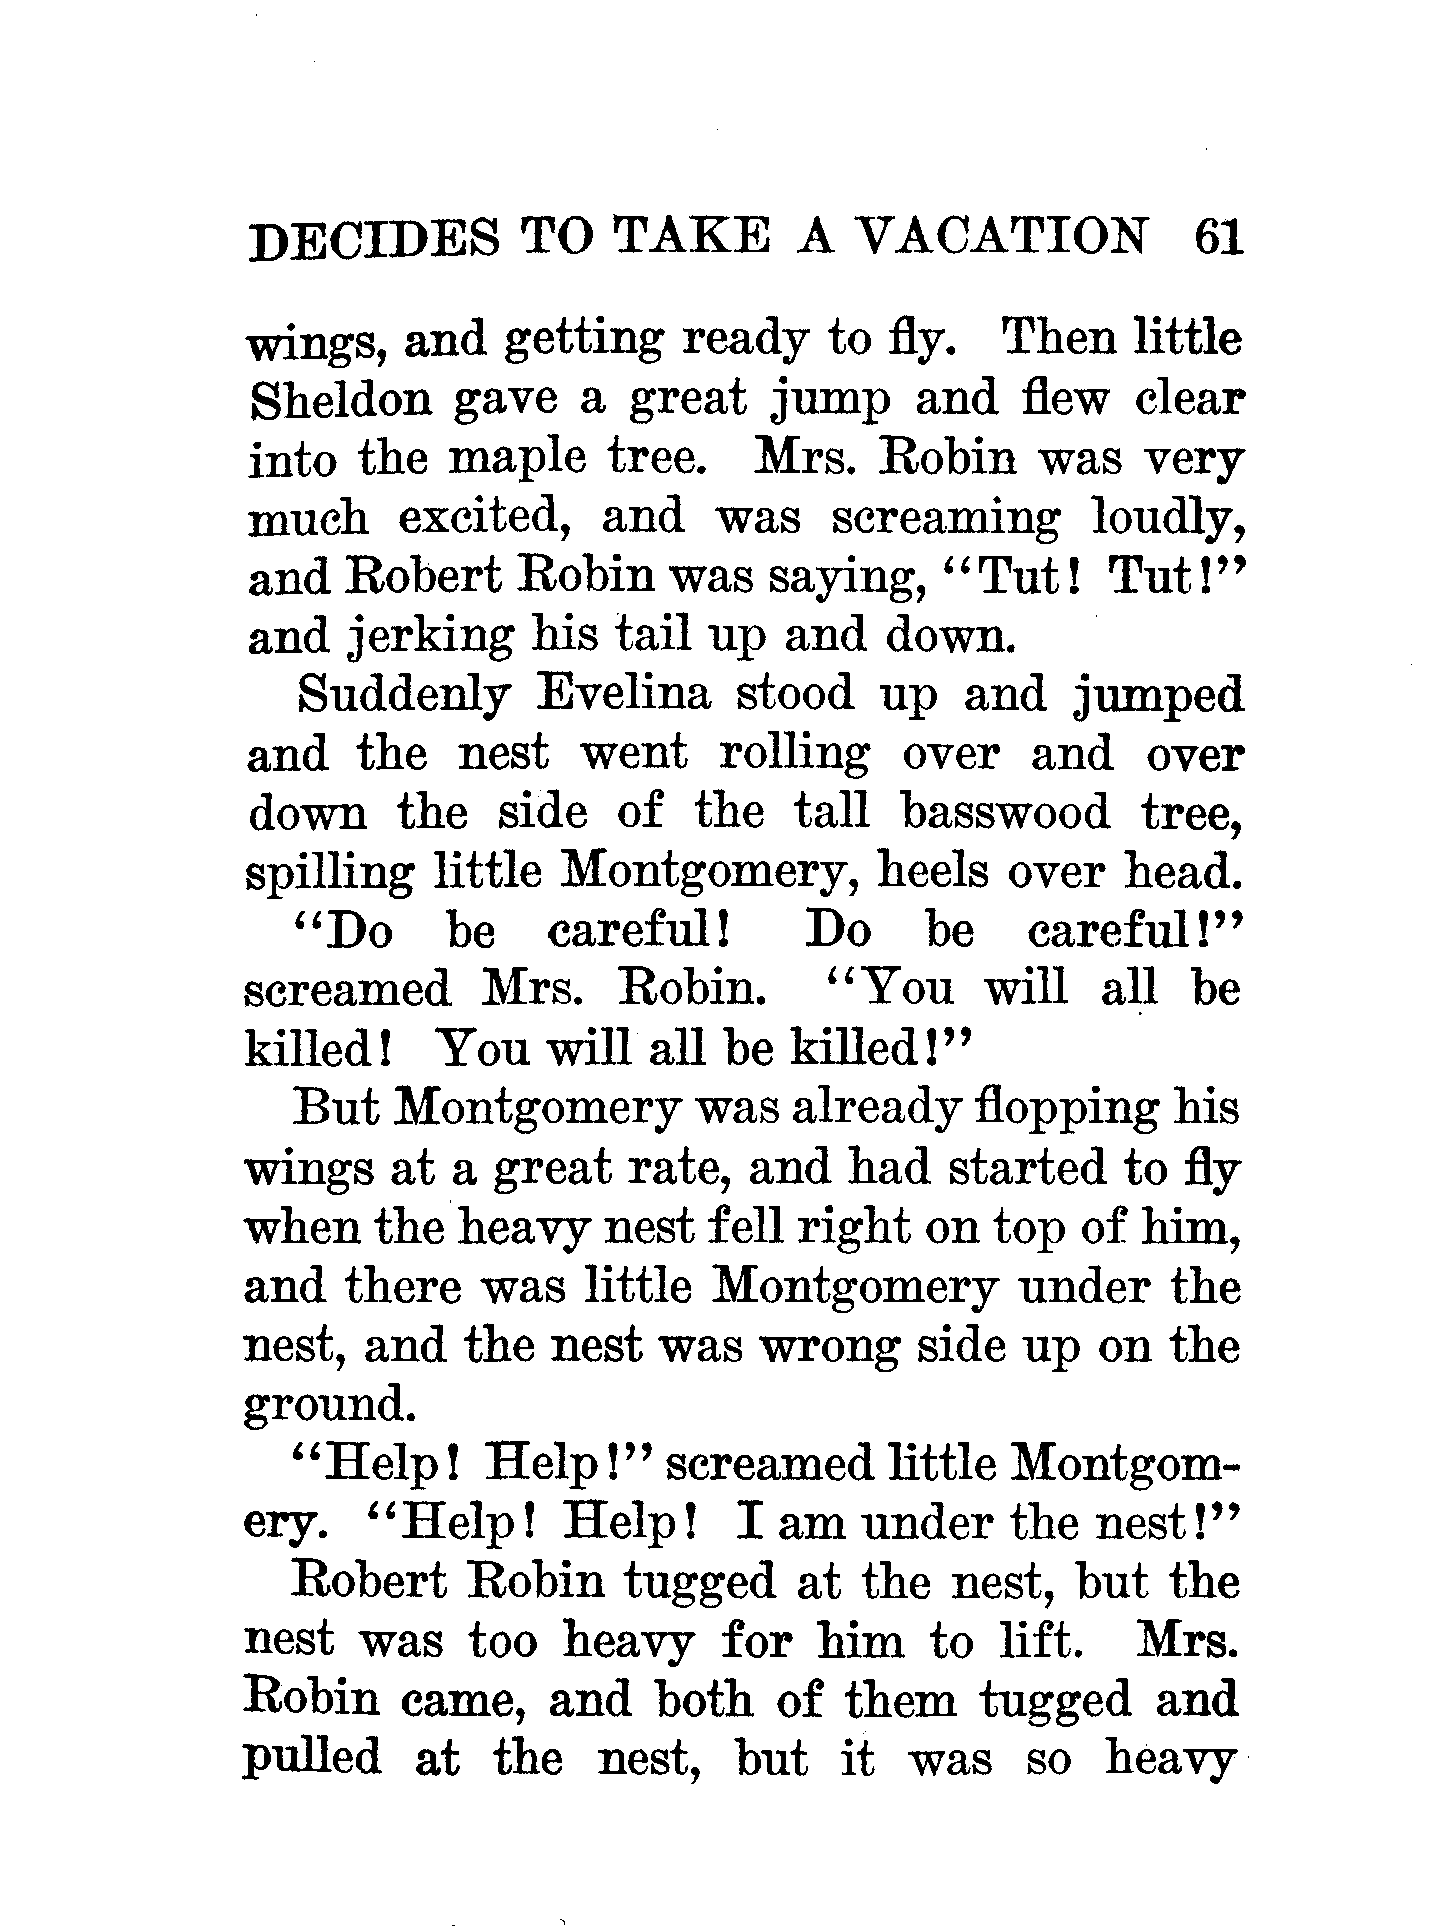 DECIDES TO TAKE A VACATION 61
wings, and getting ready to fly. Then little
Sheldon gave a great jump and flew clear
into the maple tree. Mrs. Robin was very
much excited, and was screaming loudly,
and Robert Robin was saying, "Tut! Tut!"
and jerking his tail up and down.
Suddenly Evelina stood up and jumped
and the nest went rolling over and over
down the side of the tall basswood tree,
spilling little Montgomery, heels over head.
"Do be careful! Do be careful!"
screamed Mrs. Robin. "You will all be
killed! You will all be killed!"
But Montgomery was already flopping his
wings at a great rate, and had started to fly
when the heavy nest fell right on top of him,
and there was little Montgomery under the
nest, and the nest was wrong side up on the
ground.
"Help! Help!" screamed little Montgom-
ery. "Help! Help! I am under the nest!"
Robert Robin tugged at the nest, but the
nest was too heavy for him to lift. Mrs.
Robin came, and both of them tugged and
pulled at the nest, but it was so heavy